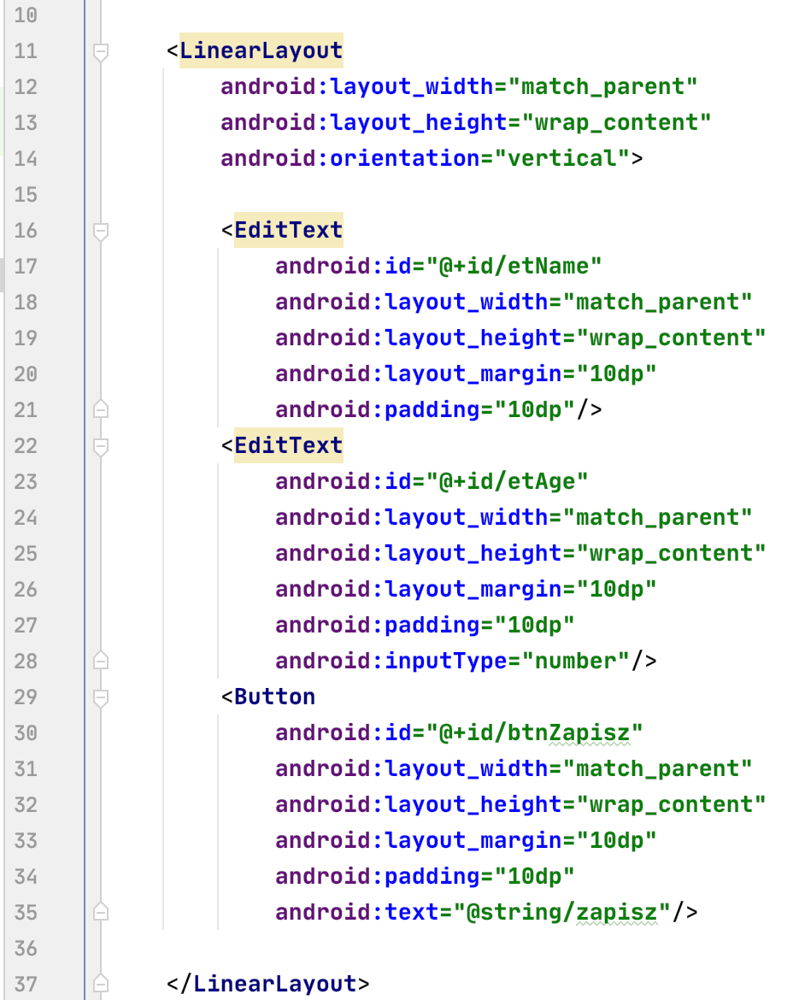 10
11 <LinearLayout
12 android:layout_width="match_parent"
13 android:layout_height="wrap_content"
14 android:orientation="vertical">
15
16 <EditText
17 android:id="@+id/etName"
18 android:layout_width="match_parent"
19 android:layout_height="wrap_content"
20 android:layout_margin="10dp"
21 android:padding="10dp"/>
22 <EditText
23 android:id="@+id/etAge"
24 android:layout_width="match_parent"
25 android:layout_height="wrap_content"
26 android:layout_margin="10dp"
27 android:padding="10dp"
28 android:inputType="number"/>
29 <Button
30 android:id="@+id/btnZapisz"
31 android:layout_width="match_parent"
32 android:layout_height="wrap_content"
33 android:layout_margin="10dp"
34 android:padding="10dp"
35 android:text="@string/zapisz"/>
36
37 </LinearLayout>